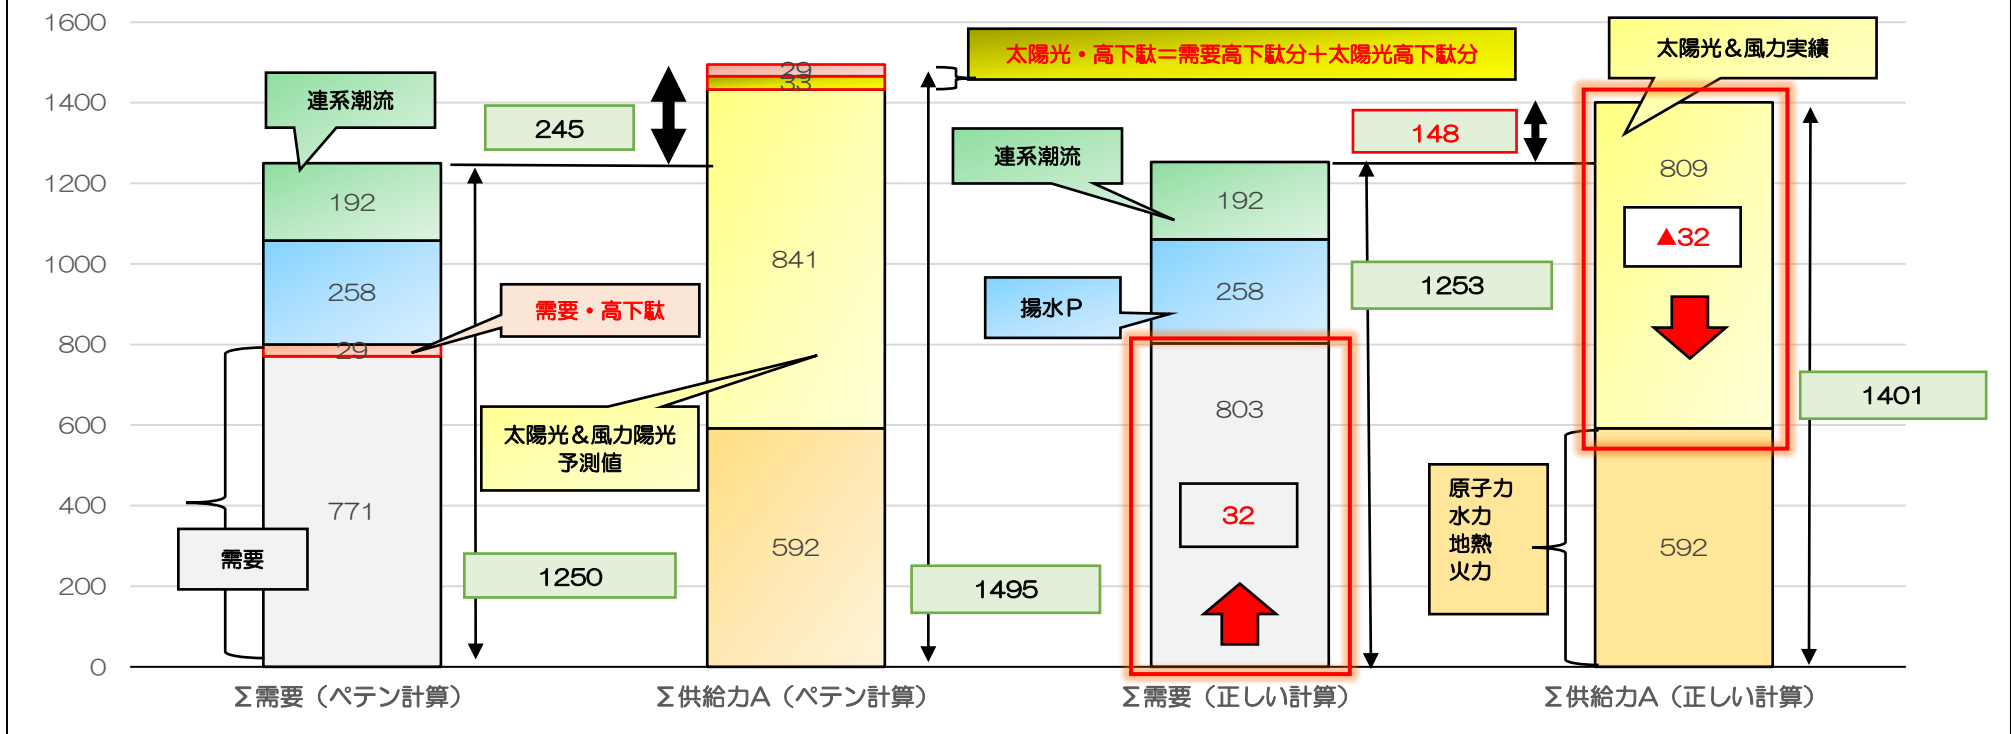 1600
1400
1200
1000
800
600
400
200
0
連系潮流
192
258
29
771
需要
需要・高下駄
245
1250
29
33
841
592
太陽光&風力陽光
予測値
1495
太陽光・高下駄=需要高下駄分+太陽光高下駄分
連系潮流
揚水P
192
258
803
32
148
1253
太陽光&風力実績
809
▲32
592
原子力
水力
地熱
火力
1401
Σ需要(ペテン計算)
Σ供給力A(ペテン計算)
Σ需要(正しい計算)
Σ供給力A(正しい計算)